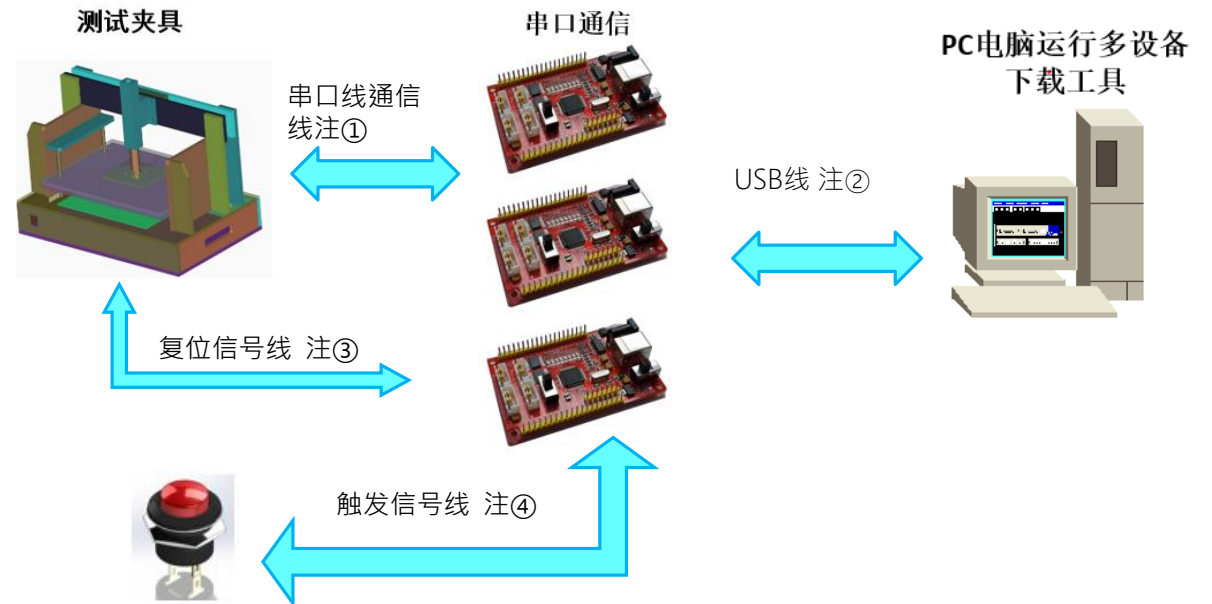 测试夹具
串口通信
PC电脑运行多设备
下载工具
串口线通信
线注①
USB线 注②
复位信号线 注③
触发信号线 注④